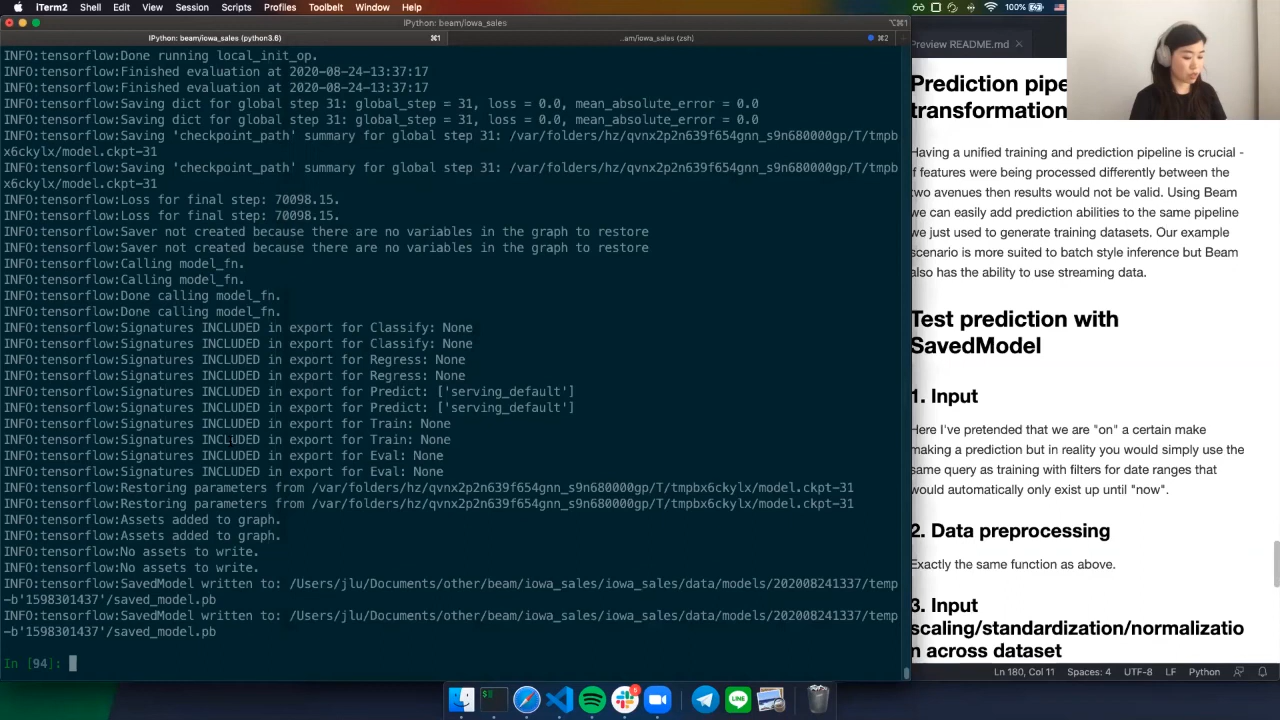 iTerm2 Shell Edit View Session Scripts Profiles Toolbelt Window Help 100%
IPython: beam/iowa_sales ⌥⌘1
IPython: beam/iowa_sales (python3.6) ⌘1 ..am/iowa_sales (zsh) ⌘2
INFO:tensorflow:Done running local_init_op.
INFO:tensorflow:Finished evaluation at 2020-08-24-13:37:17
INFO:tensorflow:Finished evaluation at 2020-08-24-13:37:17
INFO:tensorflow:Saving dict for global step 31: global_step = 31, loss = 0.0, mean_absolute_error = 0.0
INFO:tensorflow:Saving dict for global step 31: global_step = 31, loss = 0.0, mean_absolute_error = 0.0
INFO:tensorflow:Saving 'checkpoint_path' summary for global step 31: /var/folders/hz/qvnx2p2n639f654gnn_s9n680000gp/T/tmp
x6ckylx/model.ckpt-31
INFO:tensorflow:Saving 'checkpoint_path' summary for global step 31: /var/folders/hz/qvnx2p2n639f654gnn_s9n680000gp/T/tmpb
x6ckylx/model.ckpt-31
INFO:tensorflow:Loss for final step: 70098.15.
INFO:tensorflow:Loss for final step: 70098.15.
INFO:tensorflow:Saver not created because there are no variables in the graph to restore
INFO:tensorflow:Saver not created because there are no variables in the graph to restore
INFO:tensorflow:Calling model_fn.
INFO:tensorflow:Calling model_fn.
INFO:tensorflow:Done calling model_fn.
INFO:tensorflow:Done calling model_fn.
INFO:tensorflow:Signatures INCLUDED in export for Classify: None
INFO:tensorflow:Signatures INCLUDED in export for Classify: None
INFO:tensorflow:Signatures INCLUDED in export for Regress: None
INFO:tensorflow:Signatures INCLUDED in export for Regress: None
INFO:tensorflow:Signatures INCLUDED in export for Predict: ['serving_default']
INFO:tensorflow:Signatures INCLUDED in export for Predict: ['serving_default']
INFO:tensorflow:Signatures INCLUDED in export for Train: None
INFO:tensorflow:Signatures INCLUDED in export for Train: None
INFO:tensorflow:Signatures INCLUDED in export for Eval: None
INFO:tensorflow:Signatures INCLUDED in export for Eval: None
INFO:tensorflow:Restoring parameters from /var/folders/hz/qvnx2p2n639f654gnn_s9n680000gp/T/tmpbx6ckylx/model.ckpt-31
INFO:tensorflow:Restoring parameters from /var/folders/hz/qvnx2p2n639f654gnn_s9n680000gp/T/tmpbx6ckylx/model.ckpt-31
INFO:tensorflow:Assets added to graph.
INFO:tensorflow:Assets added to graph.
INFO:tensorflow:No assets to write.
INFO:tensorflow:No assets to write.
INFO:tensorflow:SavedModel written to: /Users/jlu/Documents/other/beam/iowa_sales/data/models/202008241337/temp
-b'1598301437'/saved_model.pb
INFO:tensorflow:SavedModel written to: /Users/jlu/Documents/other/beam/iowa_sales/data/models/202008241337/temp
-b'1598301437'/saved_model.pb
In [94]:
Preview README.md
Prediction pipe
transformation
Having a unified training and prediction pipeline is crucial -
if features were being processed differently between the
two avenues then results would not be valid. Using Beam
we can easily add prediction abilities to the same pipeline
we just used to generate training datasets. Our example
scenario is more suited to batch style inference but Beam
also has the ability to use streaming data.
Test prediction with
SavedModel
1. Input
Here I've pretended that we are "on" a certain make
making a prediction but in reality you would simply use the
same query as training with filters for date ranges that
would automatically only exist up until "now".
2. Data preprocessing
Exactly the same function as above.
3. Input
scaling/standardization/normalizatio
n across dataset
Ln 180, Col 11 Spaces: 4 UTF-8 LF Python
LINE